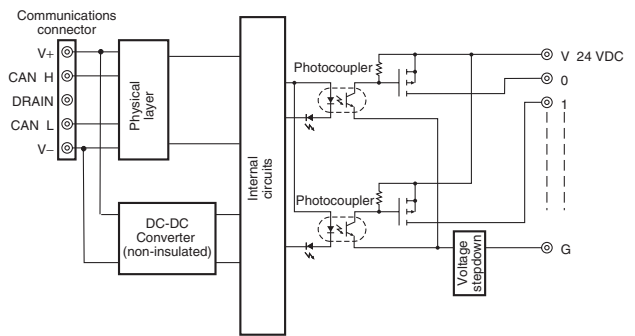 Communications
connector
V+
CAN H
DRAIN
CAN L
V−
Physical
layer
DC-DC
Converter
(non-insulated)
Internal
circuits
Photocoupler
Photocoupler
Voltage
stepdown
V 24 VDC
0
1
G